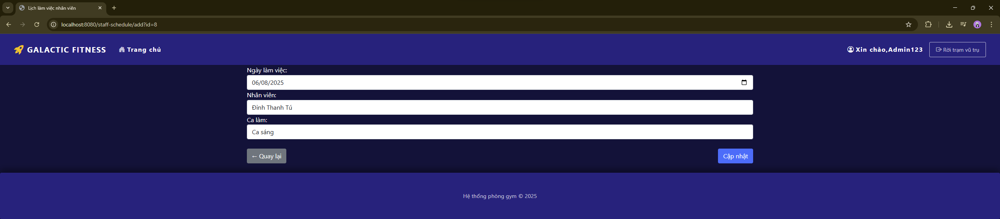 Lịch làm việc nhân viên
localhost:8080/staff-schedule/add?id=8
GALACTIC FITNESS
Trang chủ
Xin chào,Admin123
Rời trạm vũ trụ
Ngày làm việc:
06/08/2025
Nhân viên:
Đinh Thanh Tú
Ca làm:
Ca sáng
← Quay lại
Cập nhật
Hệ thống phòng gym © 2025